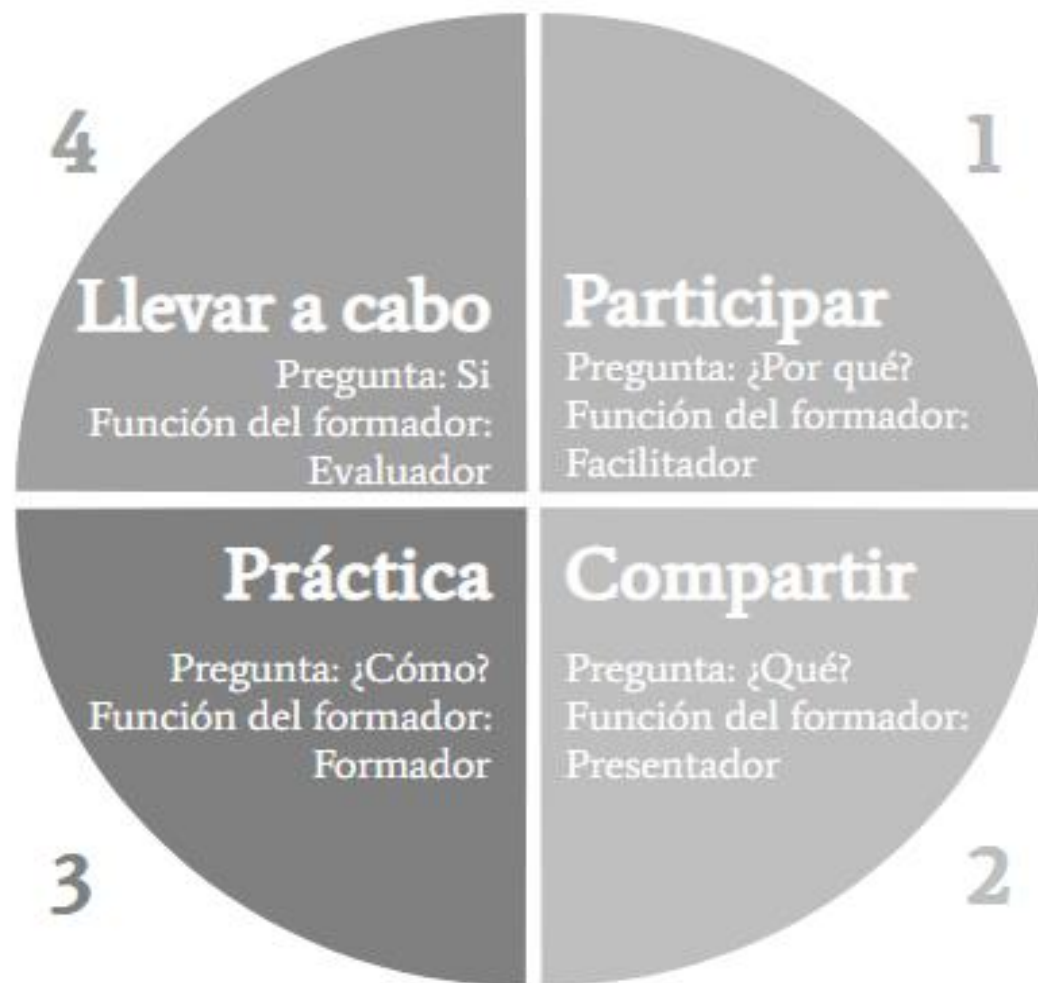 4
Llevar a cabo
Pregunta: Si
Función del formador:
Evaluador
1
Participar
Pregunta: ¿Por qué?
Función del formador:
Facilitador
Práctica
Pregunta: ¿Cómo?
Función del formador:
Formador
3
Compartir
Pregunta: ¿Qué?
Función del formador:
Presentador
2